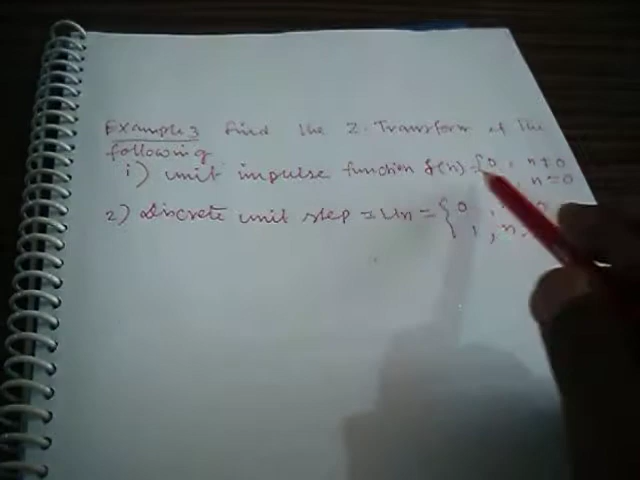 Example 3 Find the Z-Transform of the
following
i) unit impulse function δ(n) = { 0, n ≠ 0
, n = 0
2) Discrete unit step = Un = { 0 ,
1 , n